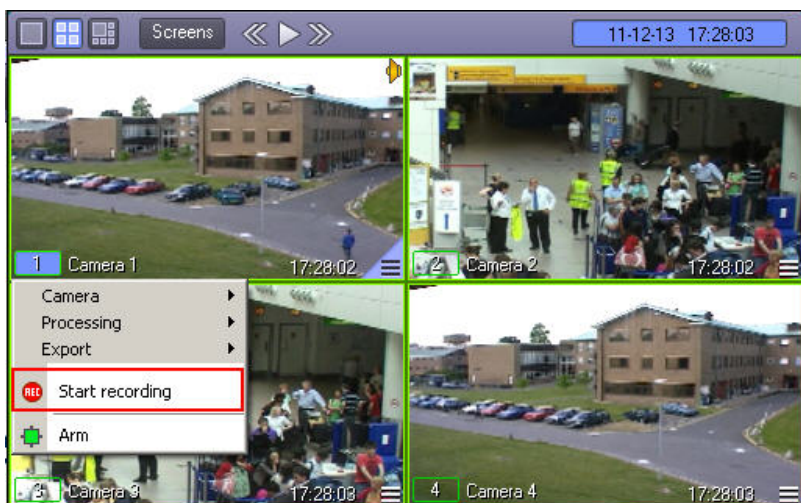 Screens
11-12-13 17:28:03
1 Camera 1 17:28:02
2 Camera 2 17:28:02
Camera
Processing
Export
REC Start recording
Arm
3 Camera 3 17:28:03
4 Camera 4 17:28:03